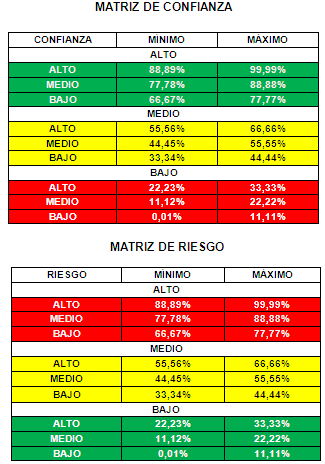 MATRIZ DE CONFIANZA
CONFIANZA MÍNIMO MÁXIMO
ALTO
ALTO 88,89% 99,99%
MEDIO 77,78% 88,88%
BAJO 66,67% 77,77%
MEDIO
ALTO 55,56% 66,66%
MEDIO 44,45% 55,55%
BAJO 33,34% 44,44%
BAJO
ALTO 22,23% 33,33%
MEDIO 11,12% 22,22%
BAJO 0,01% 11,11%
MATRIZ DE RIESGO
RIESGO MÍNIMO MÁXIMO
ALTO
ALTO 88,89% 99,99%
MEDIO 77,78% 88,88%
BAJO 66,67% 77,77%
MEDIO
ALTO 55,56% 66,66%
MEDIO 44,45% 55,55%
BAJO 33,34% 44,44%
BAJO
ALTO 22,23% 33,33%
MEDIO 11,12% 22,22%
BAJO 0,01% 11,11%